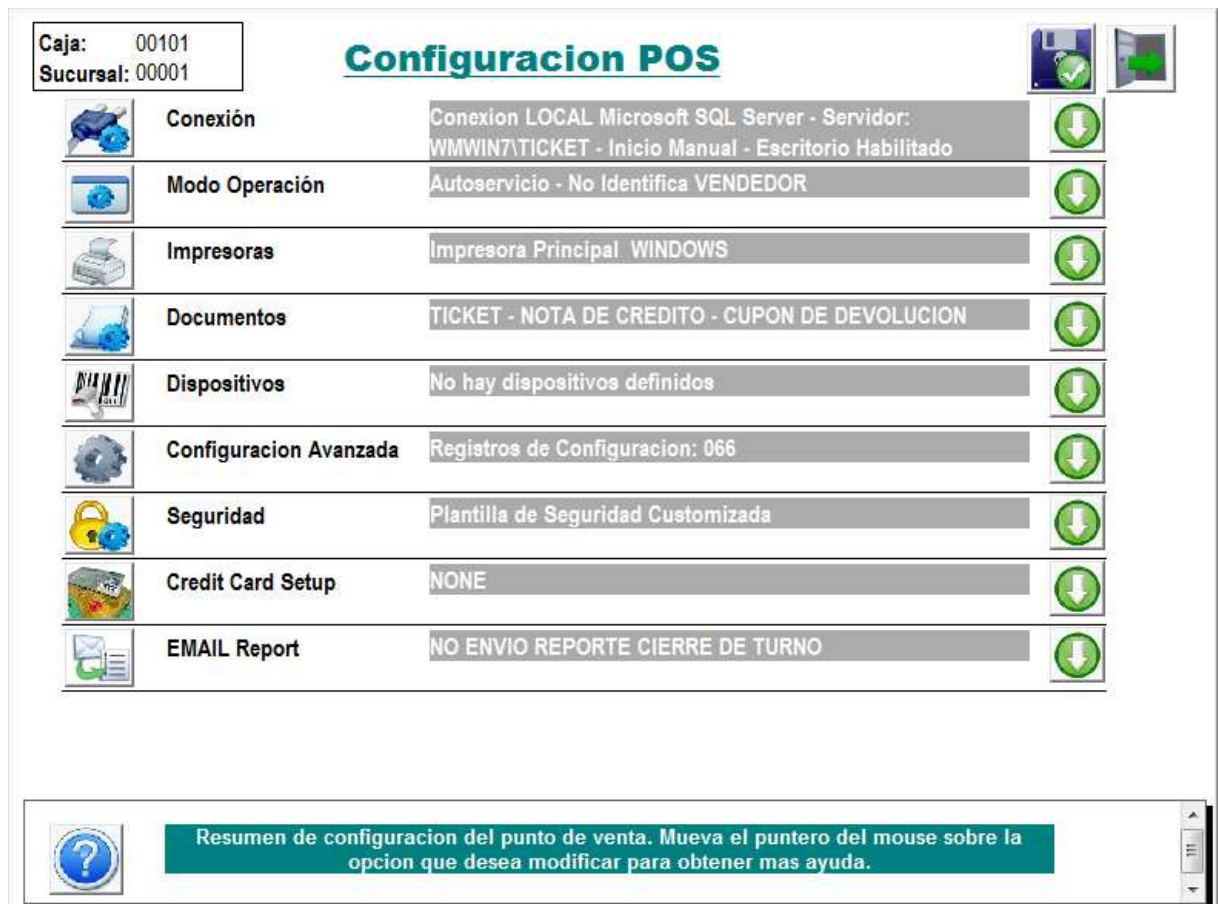 Caja: 00101
Sucursal: 00001
Configuracion POS
Conexión
Conexion LOCAL Microsoft SQL Server - Servidor:
WMWIN7\TICKET - Inicio Manual - Escritorio Habilitado
Modo Operación
Autoservicio - No Identifica VENDEDOR
Impresoras
Impresora Principal WINDOWS
Documentos
TICKET - NOTA DE CREDITO - CUPON DE DEVOLUCION
Dispositivos
No hay dispositivos definidos
Configuracion Avanzada
Registros de Configuracion: 066
Seguridad
Plantilla de Seguridad Customizada
Credit Card Setup
NONE
EMAIL Report
NO ENVIO REPORTE CIERRE DE TURNO
Resumen de configuracion del punto de venta. Mueva el puntero del mouse sobre la
opcion que desea modificar para obtener mas ayuda.